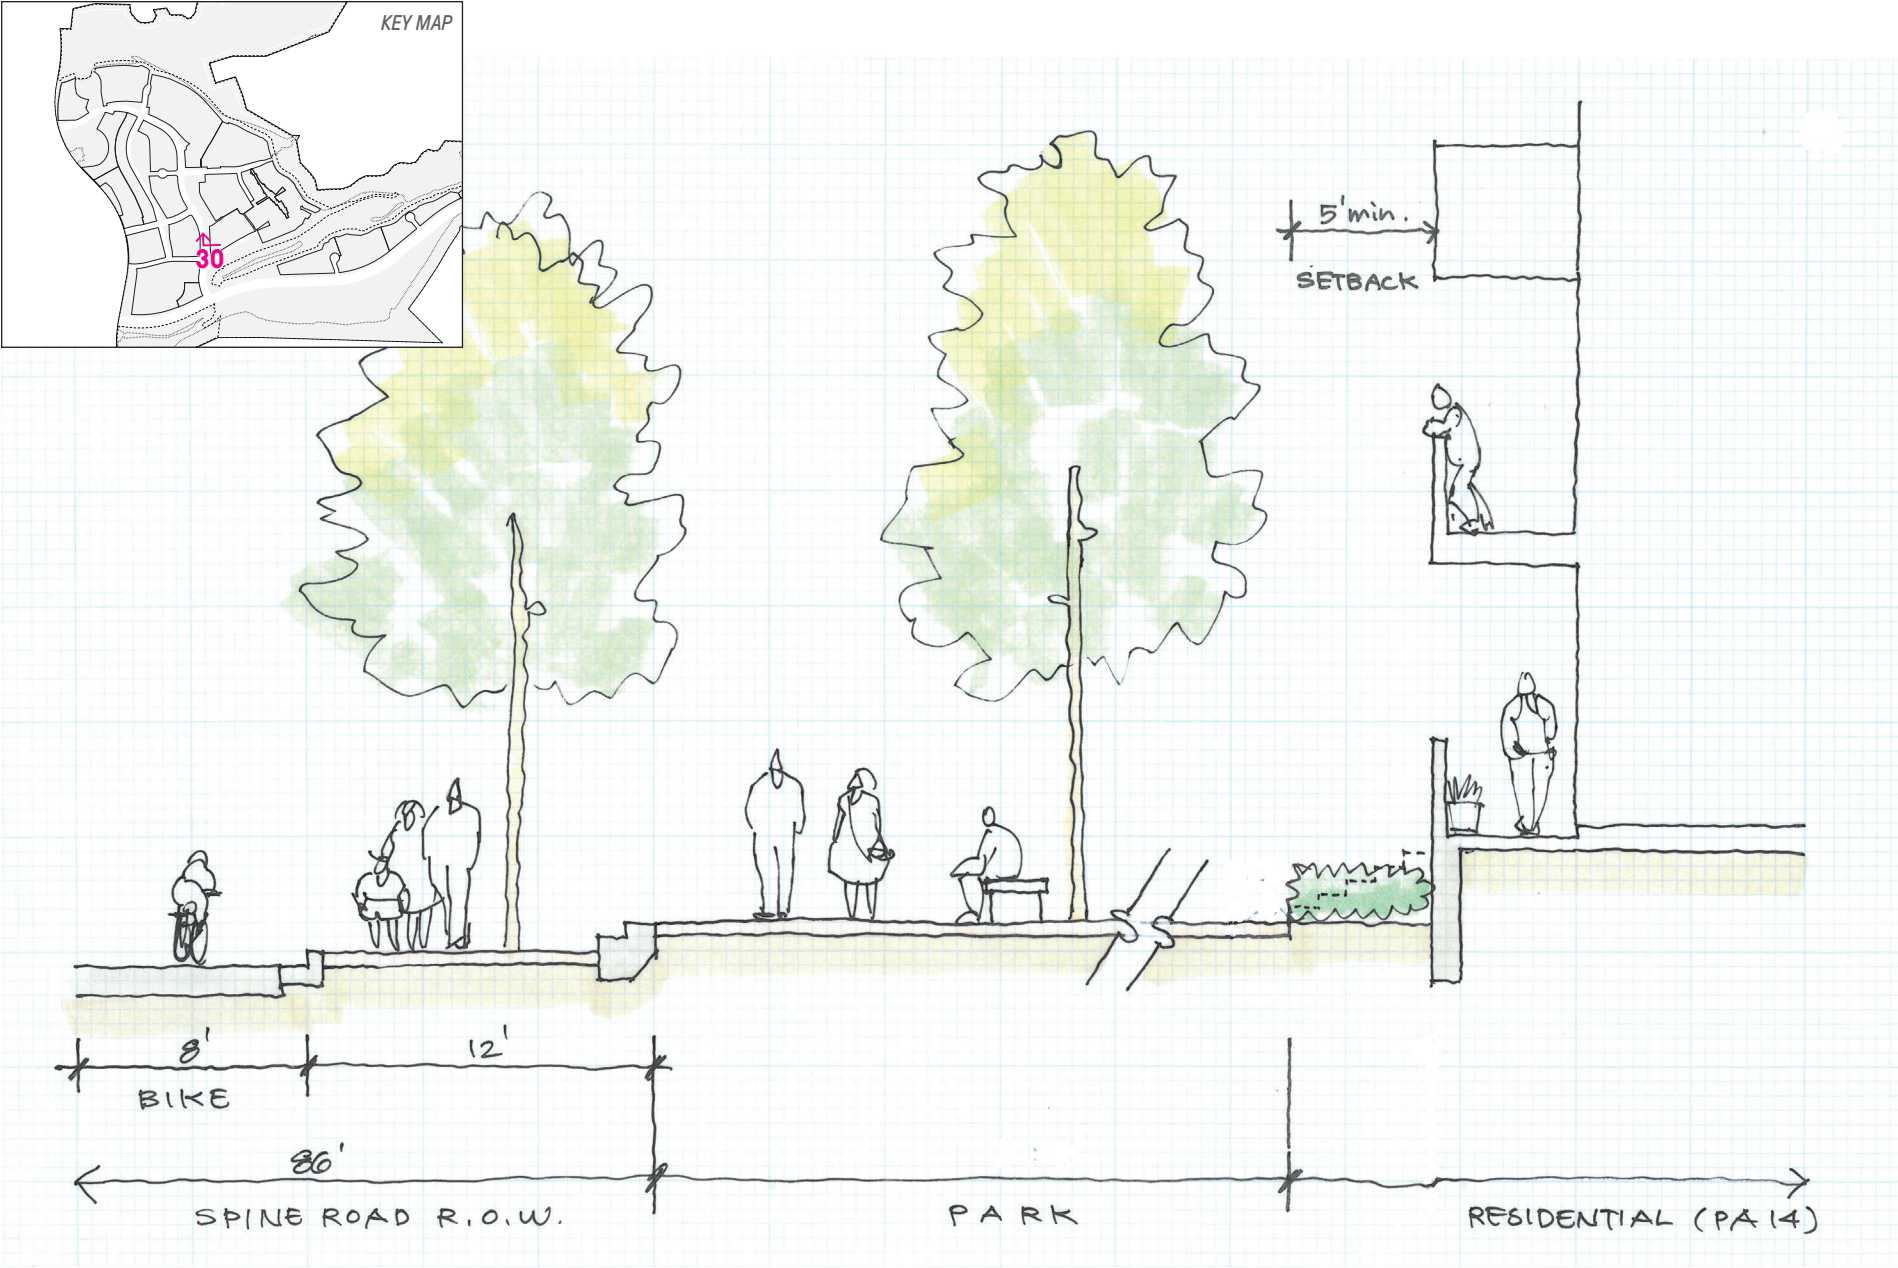 KEY MAP
30
5' min.
SETBACK
8'
12'
BIKE
86'
SPINE ROAD R.O.W.
PARK
RESIDENTIAL (PA 14)